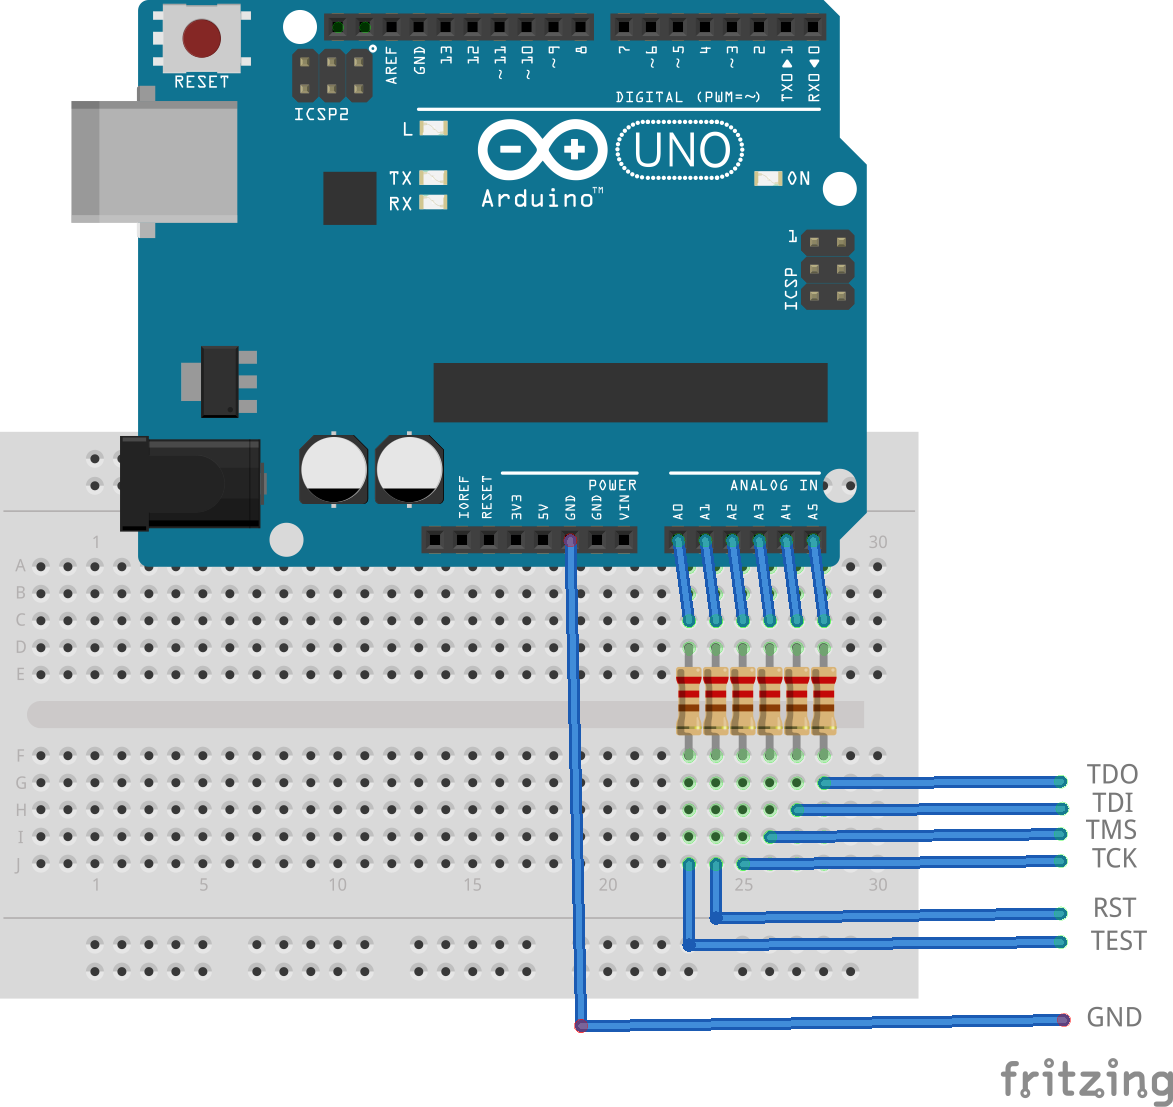 RESET
ICSP2
AREF
GND
13
12
~11
~10
~9
8
7
~6
~5
4
~3
2
TX0 ▶ 1
RX0 ◀ 0
DIGITAL (PWM=~)
L
TX
RX
Arduino™
UNO
ON
1
ICSP
IOREF
RESET
3V3
5V
GND
GND
VIN
POWER
ANALOG IN
A0
A1
A2
A3
A4
A5
1
30
A
B
C
D
E
F
G
H
I
J
1
5
10
15
20
25
30
TDO
TDI
TMS
TCK
RST
TEST
GND
fritzing